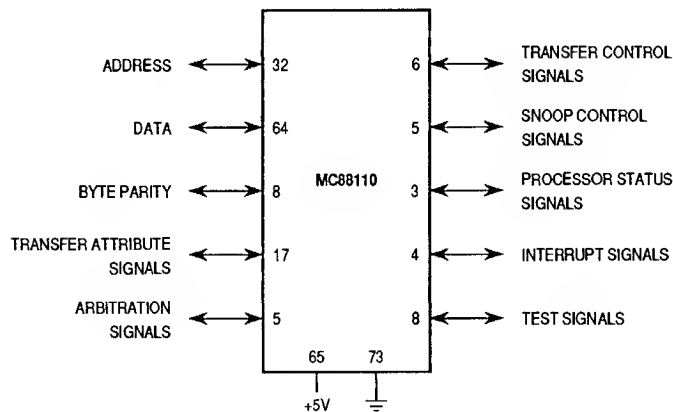 ADDRESS
32
DATA
64
BYTE PARITY
8
TRANSFER ATTRIBUTE
SIGNALS
17
ARBITRATION
SIGNALS
5
MC88110
6
TRANSFER CONTROL
SIGNALS
5
SNOOP CONTROL
SIGNALS
3
PROCESSOR STATUS
SIGNALS
4
INTERRUPT SIGNALS
8
TEST SIGNALS
65
73
+5V